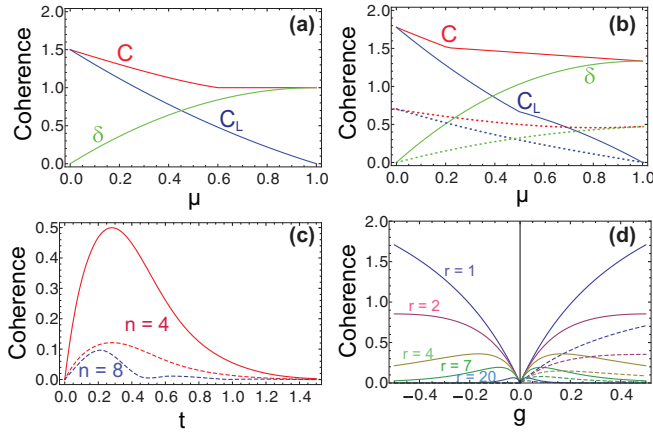 (a)
Coherence
2.0
1.5
1.0
0.5
0.0
C
δ
C_L
0.0 0.2 0.4 0.6 0.8 1.0
μ
(b)
Coherence
2.0
1.5
1.0
0.5
0.0
C
δ
C_L
0.0 0.2 0.4 0.6 0.8 1.0
μ
(c)
Coherence
0.5
0.4
0.3
0.2
0.1
0.0
n = 4
n = 8
0.0 0.2 0.4 0.6 0.8 1.0 1.2 1.4
t
(d)
Coherence
2.0
1.5
1.0
0.5
0.0
r = 1
r = 2
r = 4
r = 7
r = 20
−0.4 −0.2 0.0 0.2 0.4
g